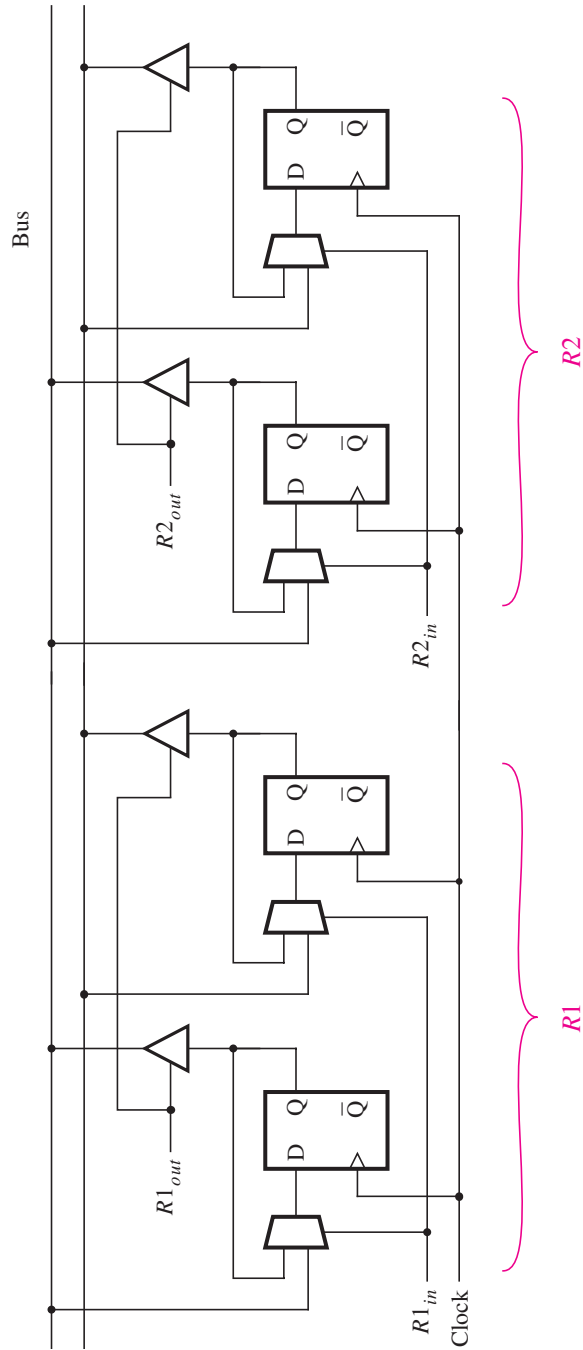 Bus
R1out
R2out
D Q
Q̅
D Q
Q̅
D Q
Q̅
D Q
Q̅
R1in
R2in
Clock
R1
R2